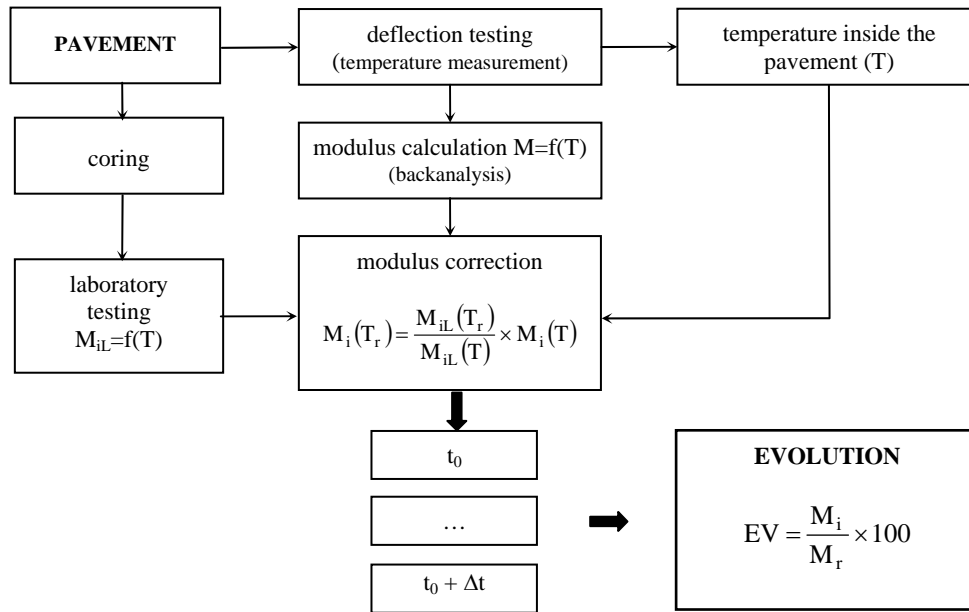 PAVEMENT
deflection testing
(temperature measurement)
temperature inside the
pavement (T)
coring
modulus calculation M=f(T)
(backanalysis)
laboratory
testing
M_iL=f(T)
modulus correction
M_i(T_r) = M_iL(T_r) / M_iL(T) × M_i(T)
t_0
…
t_0 + Δt
EVOLUTION
EV = M_i / M_r × 100